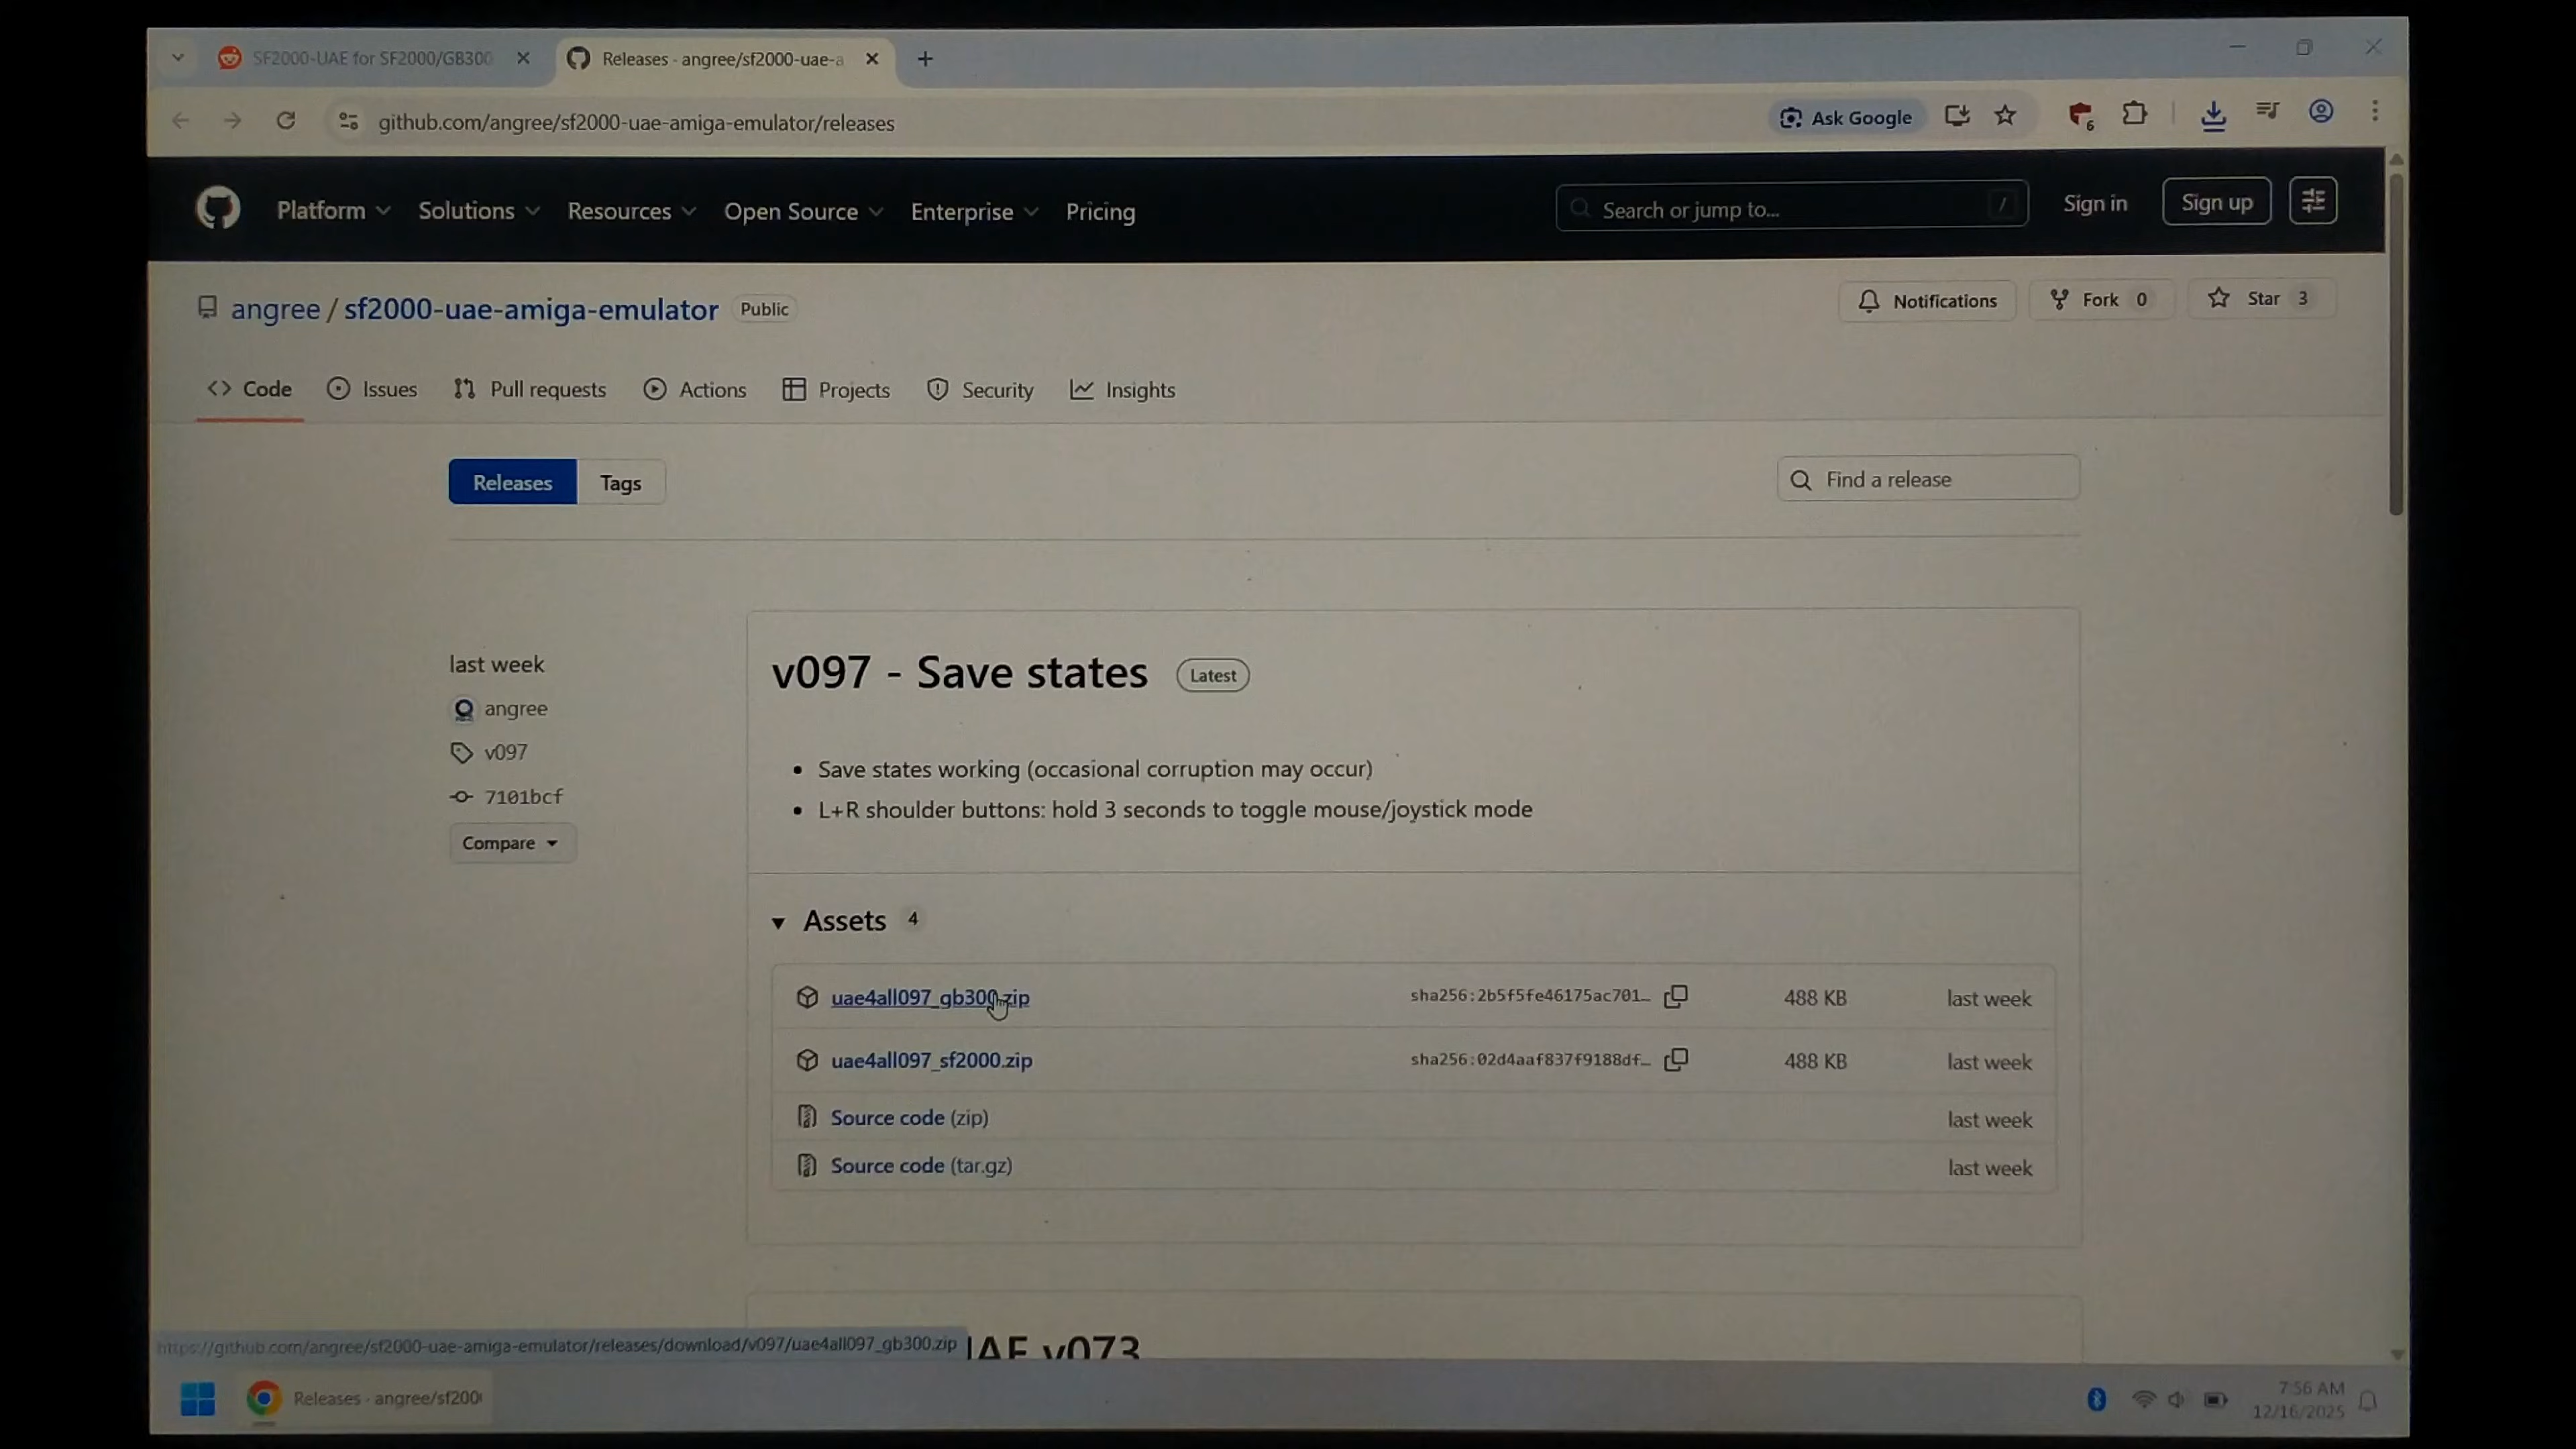 SF2000-UAE for SF2000/GB300
Releases · angree/sf2000-uae-a
github.com/angree/sf2000-uae-amiga-emulator/releases
Ask Google
6
Platform
Solutions
Resources
Open Source
Enterprise
Pricing
Search or jump to...
/
Sign in
Sign up
angree / sf2000-uae-amiga-emulator
Public
Notifications
Fork 0
Star 3
Code
Issues
Pull requests
Actions
Projects
Security
Insights
Releases
Tags
Find a release
last week
angree
v097
7101bcf
Compare
v097 - Save states
Latest
• Save states working (occasional corruption may occur)
• L+R shoulder buttons: hold 3 seconds to toggle mouse/joystick mode
Assets 4
uae4all097_gb300.zip
sha256:2b5f5fe46175ac701…
488 KB
last week
uae4all097_sf2000.zip
sha256:02d4aaf837f9188df…
488 KB
last week
Source code (zip)
last week
Source code (tar.gz)
last week
v073
https://github.com/angree/sf2000-uae-amiga-emulator/releases/download/v097/uae4all097_gb300.zip
Releases · angree/sf200
7:56 AM
12/16/2025